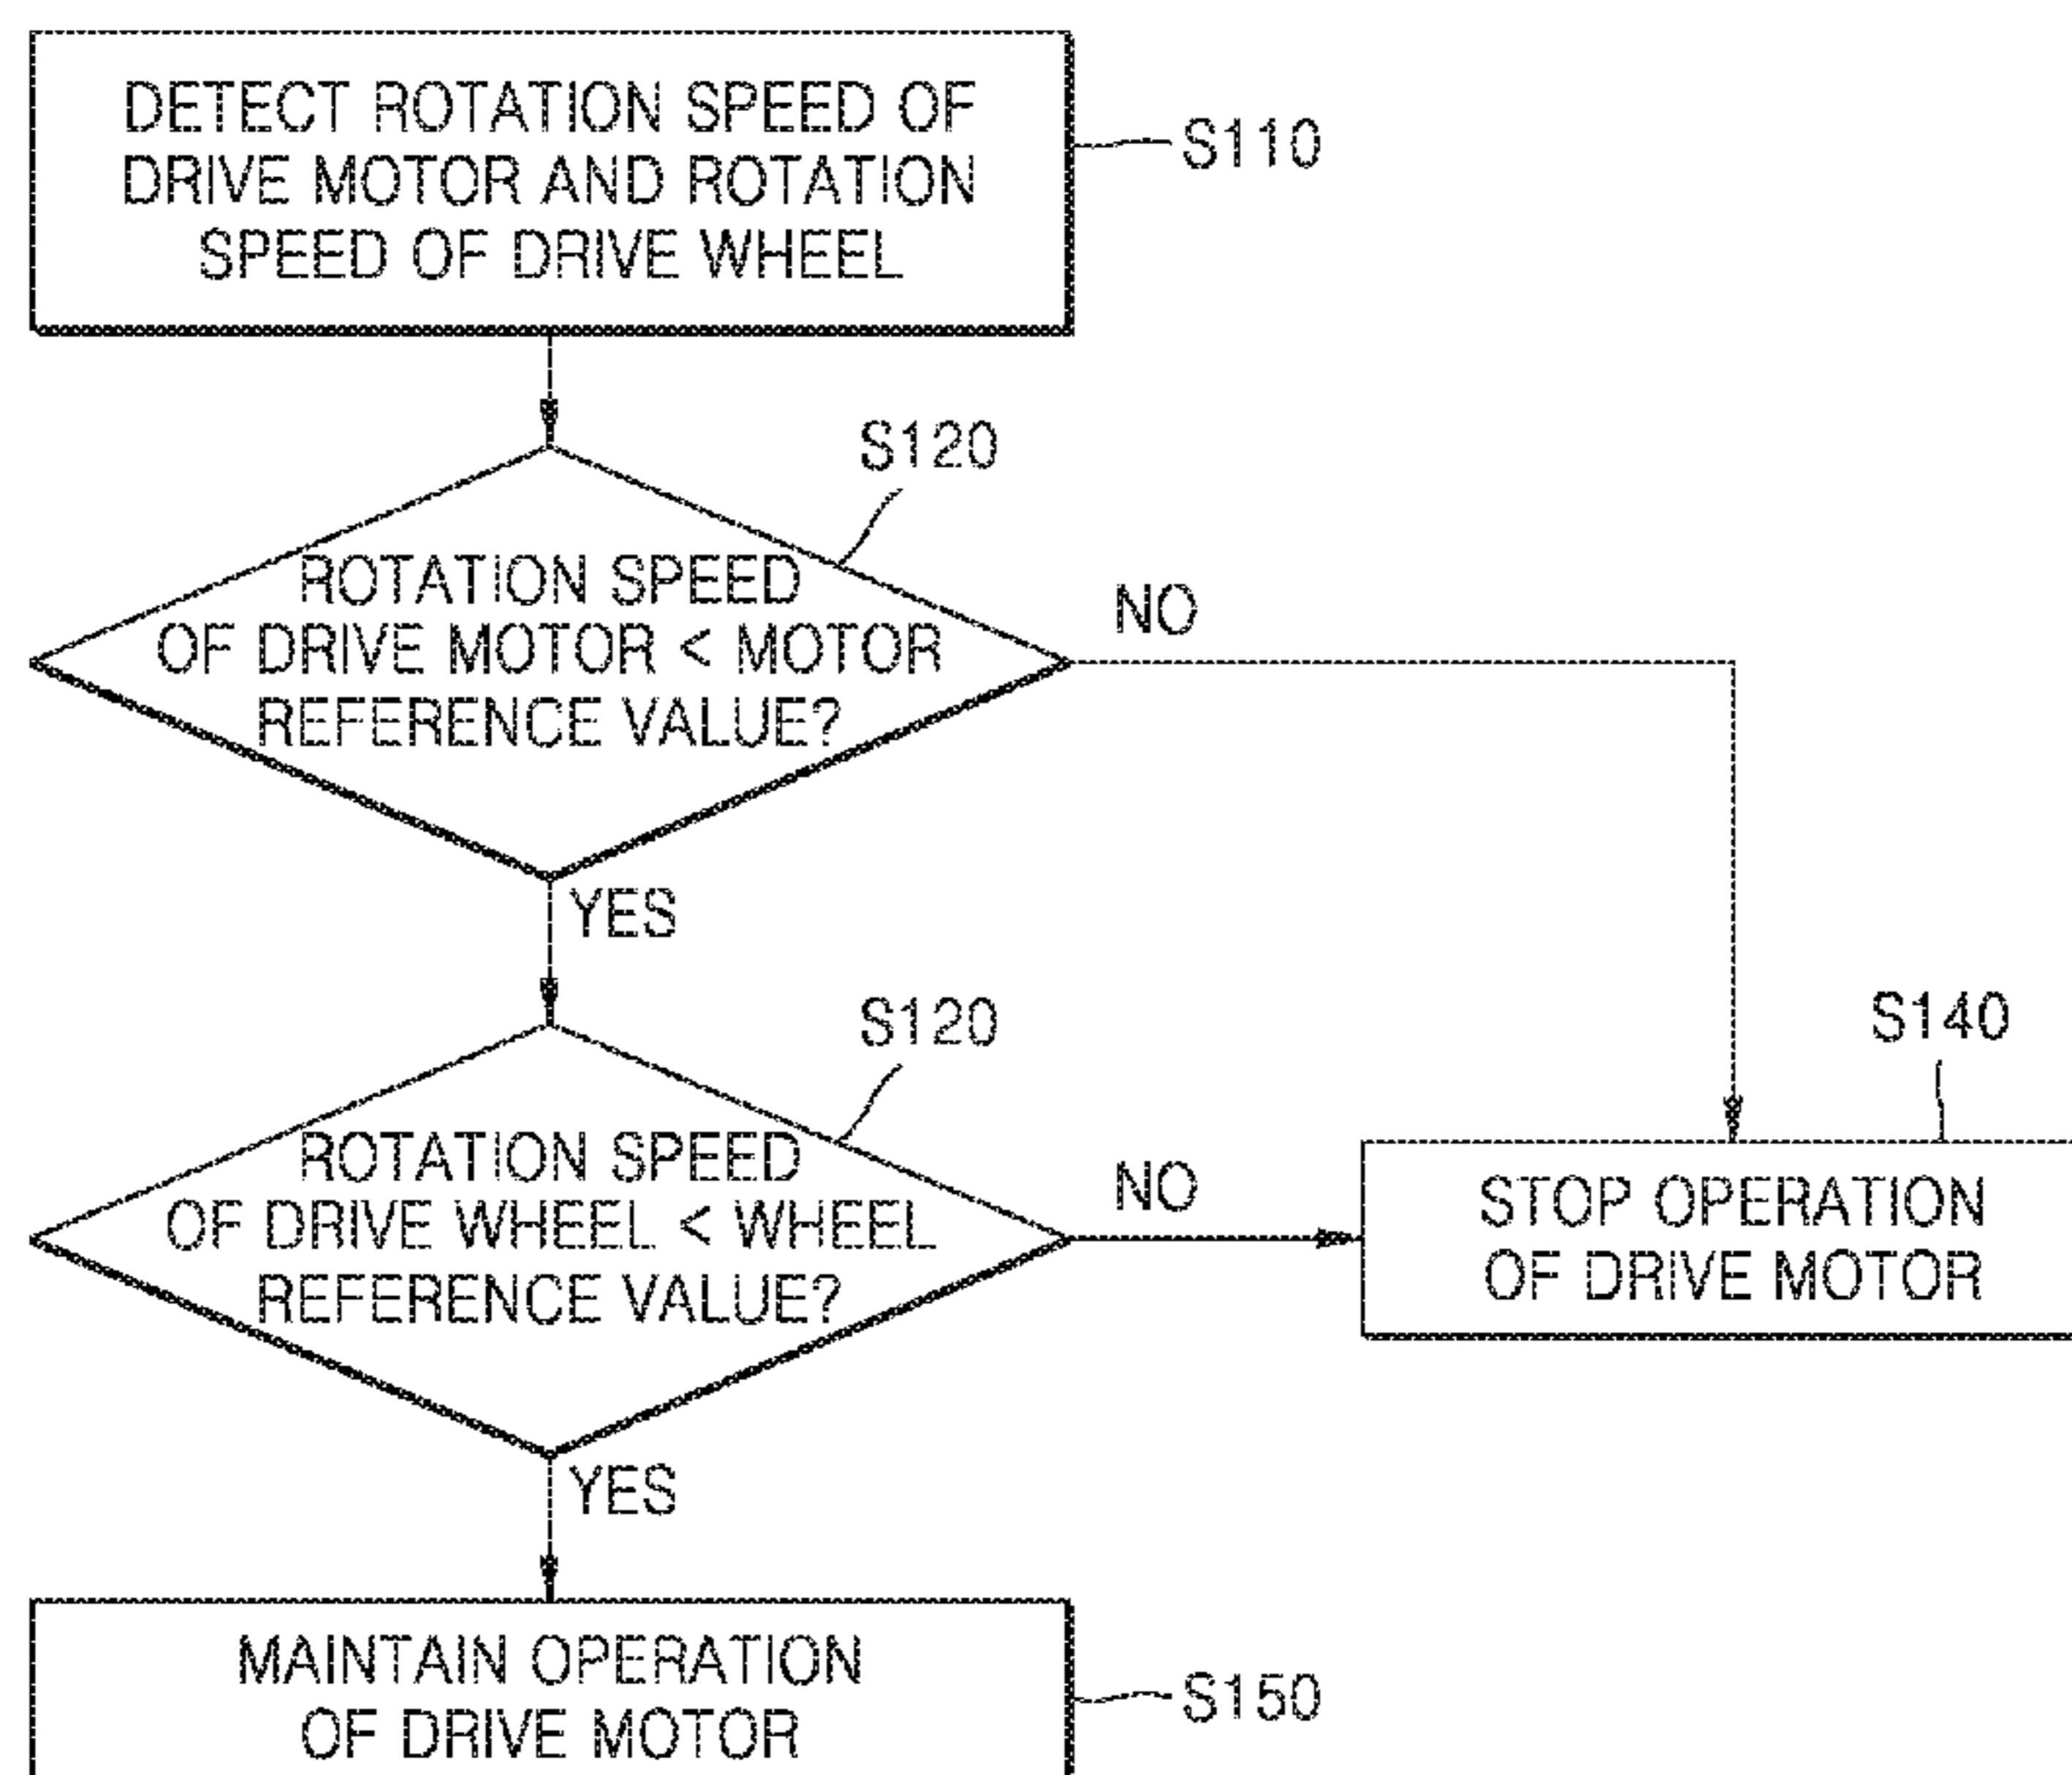 DETECT ROTATION SPEED OF
DRIVE MOTOR AND ROTATION
SPEED OF DRIVE WHEEL
S110
S120
ROTATION SPEED
OF DRIVE MOTOR < MOTOR
REFERENCE VALUE?
NO
YES
S120
ROTATION SPEED
OF DRIVE WHEEL < WHEEL
REFERENCE VALUE?
NO
S140
STOP OPERATION
OF DRIVE MOTOR
YES
MAINTAIN OPERATION
OF DRIVE MOTOR
S150